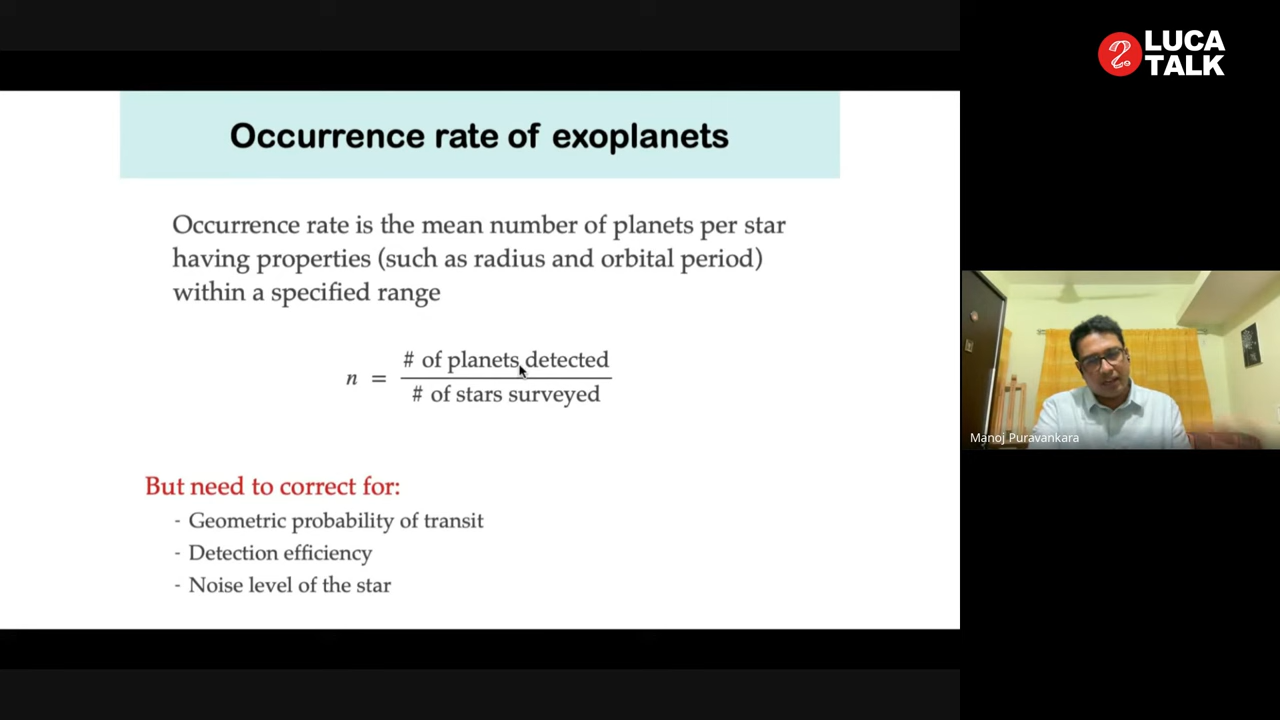 LUCA
TALK
Occurrence rate of exoplanets
Occurrence rate is the mean number of planets per star
having properties (such as radius and orbital period)
within a specified range
n = # of planets detected
# of stars surveyed
But need to correct for:
- Geometric probability of transit
- Detection efficiency
- Noise level of the star
Manoj Puravankara